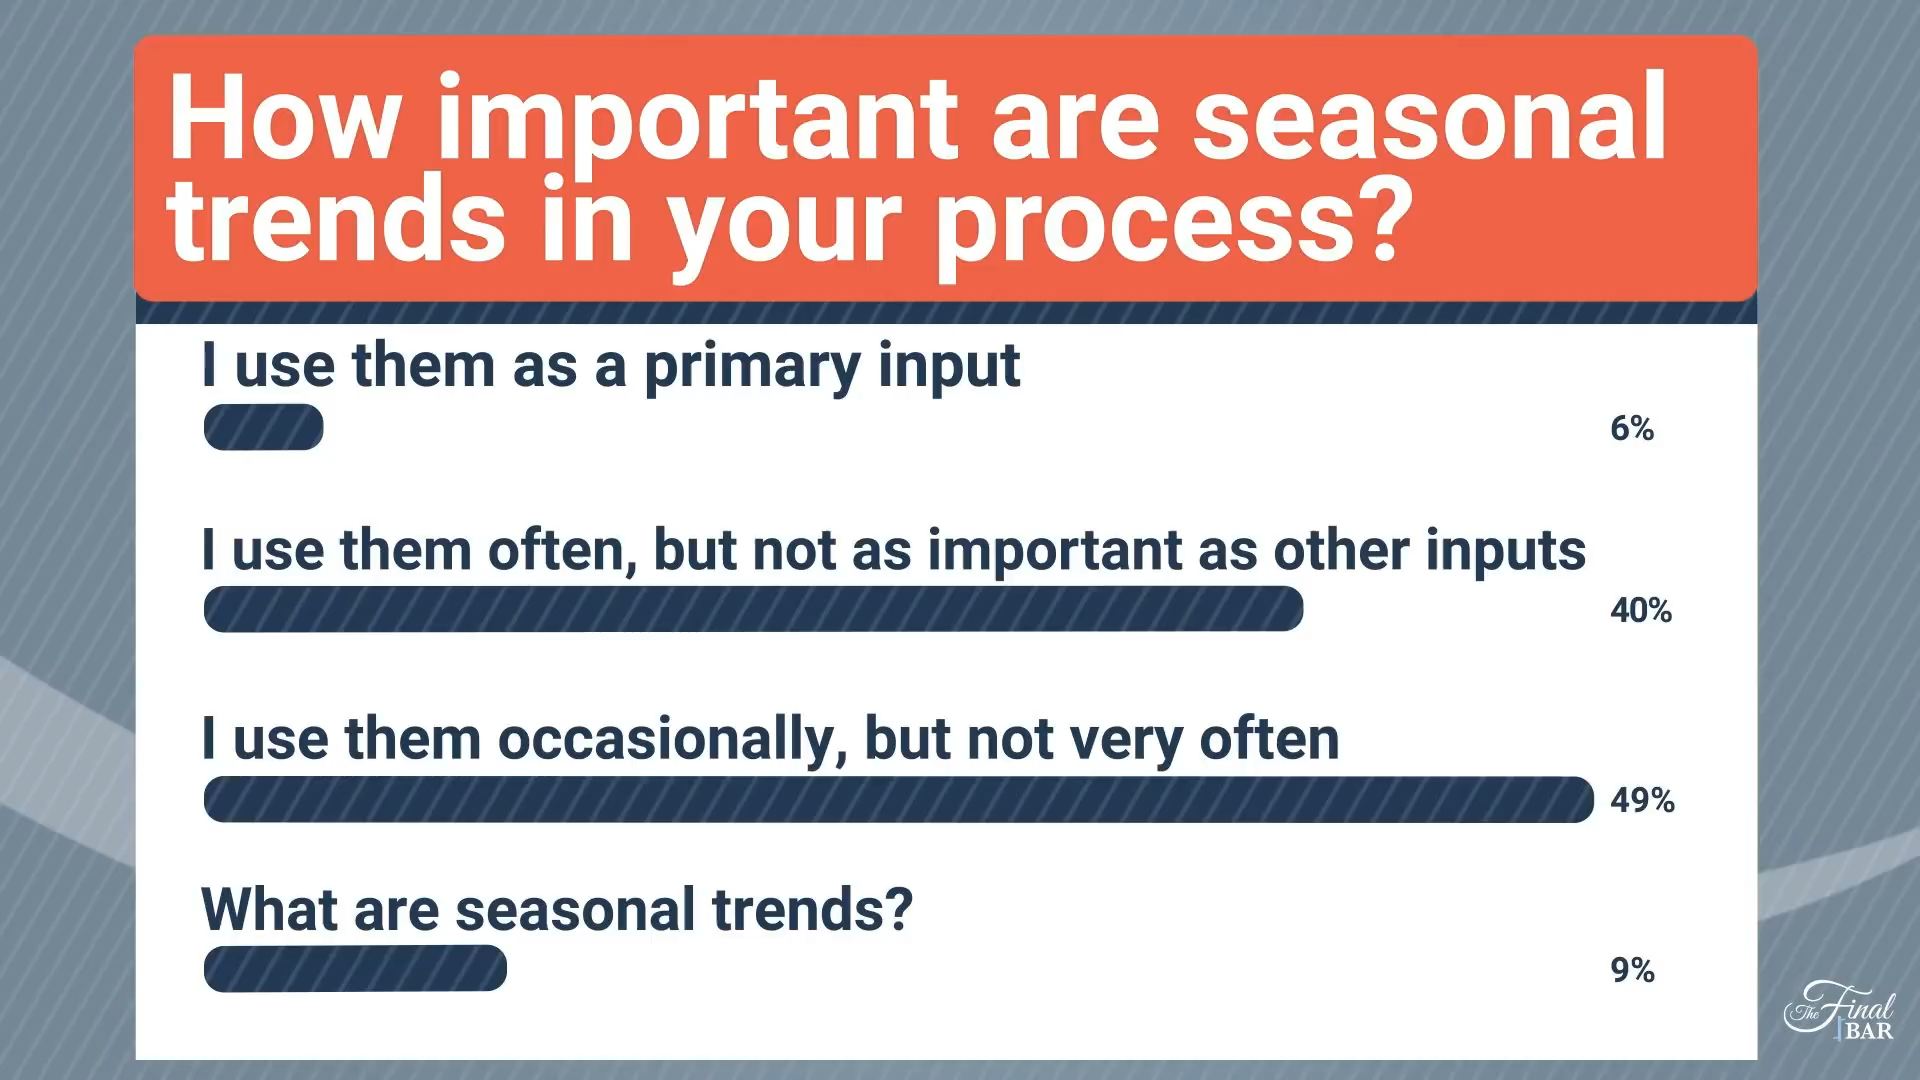 How important are seasonal
trends in your process?
I use them as a primary input
6%
I use them often, but not as important as other inputs
40%
I use them occasionally, but not very often
49%
What are seasonal trends?
9%
The Final
BAR